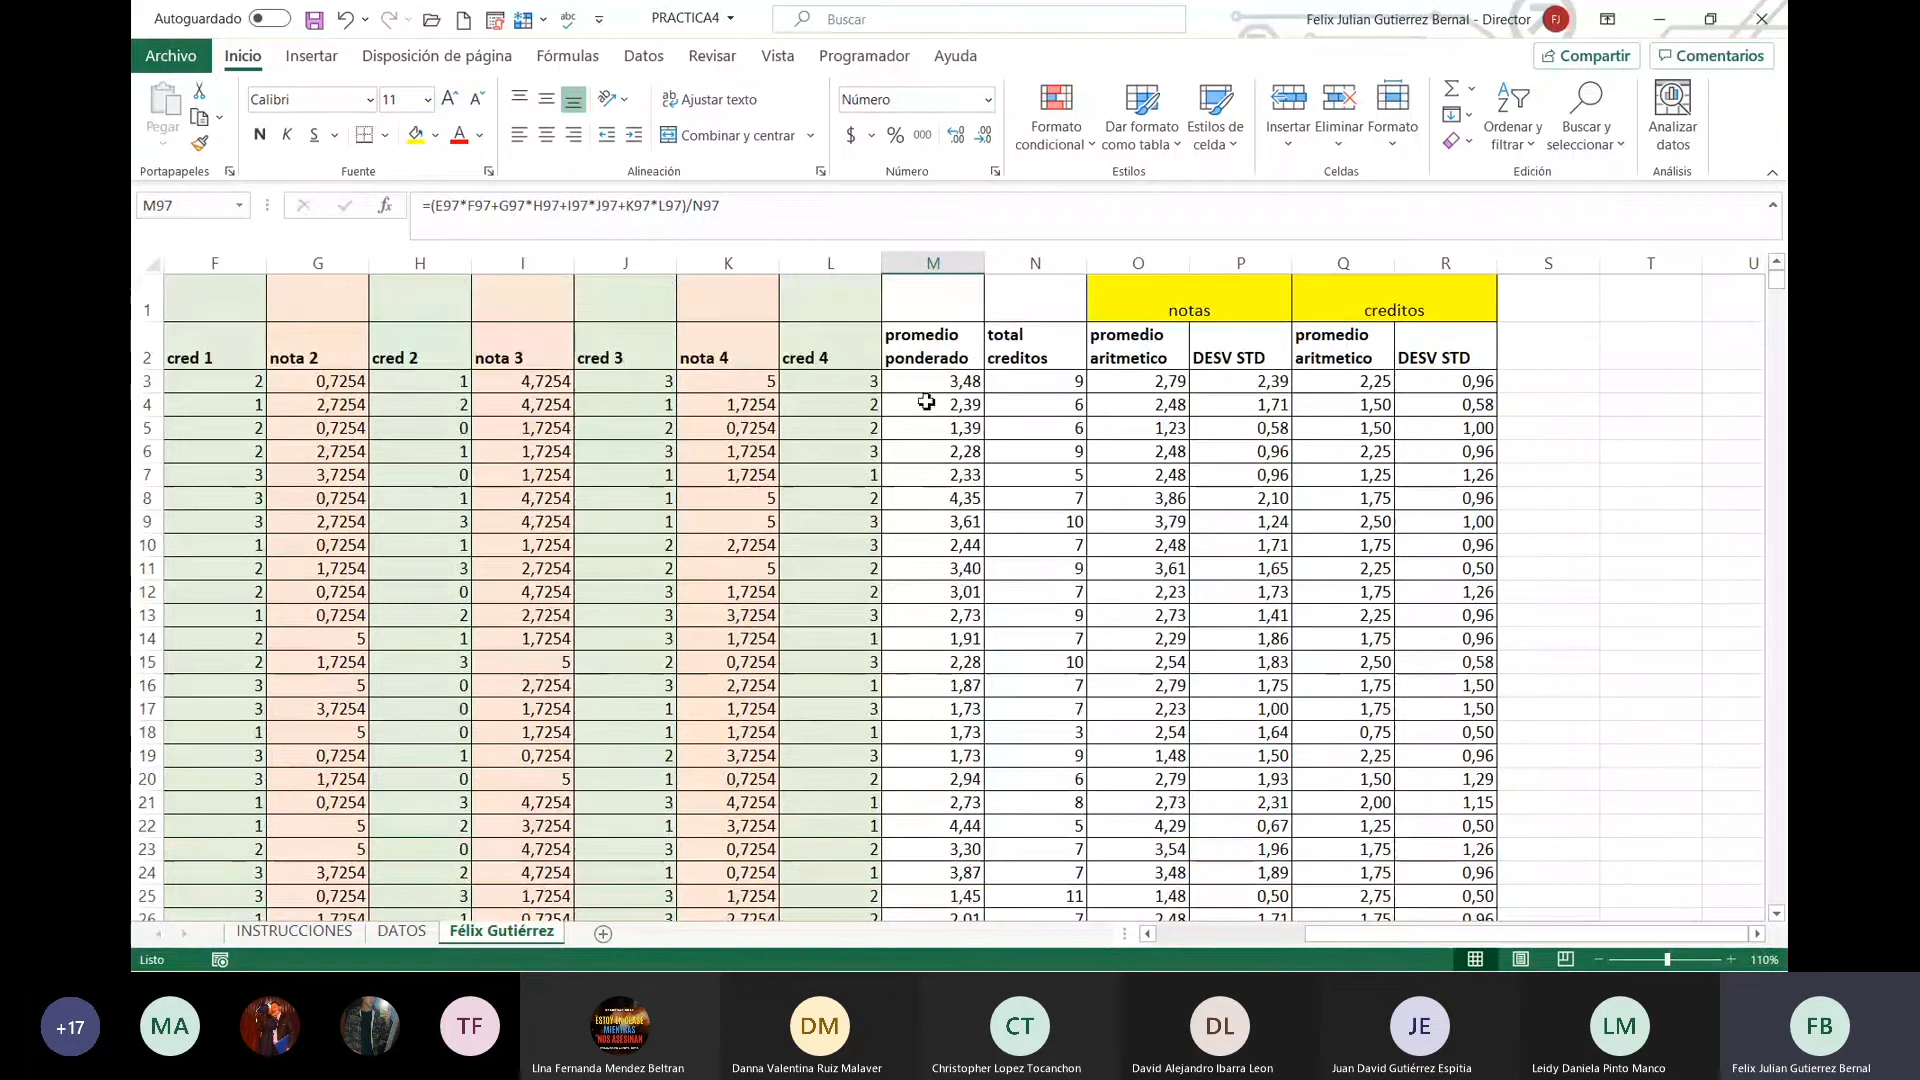 Autoguardado
PRACTICA4
Buscar
Felix Julian Gutierrez Bernal - Director
FJ
Archivo Inicio Insertar Disposición de página Fórmulas Datos Revisar Vista Programador Ayuda
Compartir
Comentarios
Pegar
Portapapeles
Calibri 11
N K S
Fuente
Ajustar texto
Combinar y centrar
Alineación
Número
$ % 000
Número
Formato condicional
Dar formato como tabla
Estilos de celda
Estilos
Insertar Eliminar Formato
Celdas
Ordenar y filtrar
Buscar y seleccionar
Edición
Analizar datos
Análisis
M97 fx =(E97*F97+G97*H97+I97*J97+K97*L97)/N97
F G H I J K L M N O P Q R S T U
1 notas creditos
2 cred 1 nota 2 cred 2 nota 3 cred 3 nota 4 cred 4 promedio ponderado total creditos promedio aritmetico DESV STD promedio aritmetico DESV STD
3 2 0,7254 1 4,7254 3 5 3 3,48 9 2,79 2,39 2,25 0,96
4 1 2,7254 2 4,7254 1 1,7254 2 2,39 6 2,48 1,71 1,50 0,58
5 2 0,7254 0 1,7254 2 0,7254 2 1,39 6 1,23 0,58 1,50 1,00
6 2 2,7254 1 1,7254 3 1,7254 3 2,28 9 2,48 0,96 2,25 0,96
7 3 3,7254 0 1,7254 1 1,7254 1 2,33 5 2,48 0,96 1,25 1,26
8 3 0,7254 1 4,7254 1 5 2 4,35 7 3,86 2,10 1,75 0,96
9 3 2,7254 3 4,7254 1 5 3 3,61 10 3,79 1,24 2,50 1,00
10 1 0,7254 1 1,7254 2 2,7254 3 2,44 7 2,48 1,71 1,75 0,96
11 2 1,7254 3 2,7254 2 5 2 3,40 9 3,61 1,65 2,25 0,50
12 2 0,7254 0 4,7254 3 1,7254 2 3,01 7 2,23 1,73 1,75 1,26
13 1 0,7254 2 2,7254 3 3,7254 3 2,73 9 2,73 1,41 2,25 0,96
14 2 5 1 1,7254 3 1,7254 1 1,91 7 2,29 1,86 1,75 0,96
15 2 1,7254 3 5 2 0,7254 3 2,28 10 2,54 1,83 2,50 0,58
16 3 5 0 2,7254 3 2,7254 1 1,87 7 2,79 1,75 1,75 1,50
17 3 3,7254 0 1,7254 1 1,7254 3 1,73 7 2,23 1,00 1,75 1,50
18 1 5 0 1,7254 1 1,7254 1 1,73 3 2,54 1,64 0,75 0,50
19 3 0,7254 1 0,7254 2 3,7254 3 1,73 9 1,48 1,50 2,25 0,96
20 3 1,7254 0 5 1 0,7254 2 2,94 6 2,79 1,93 1,50 1,29
21 1 0,7254 3 4,7254 3 4,7254 1 2,73 8 2,73 2,31 2,00 1,15
22 1 5 2 3,7254 1 3,7254 1 4,44 5 4,29 0,67 1,25 0,50
23 2 5 0 4,7254 3 0,7254 2 3,30 7 3,54 1,96 1,75 1,26
24 3 3,7254 2 4,7254 1 0,7254 1 3,87 7 3,48 1,89 1,75 0,96
25 3 0,7254 3 1,7254 3 1,7254 2 1,45 11 1,48 0,50 2,75 0,50
26 1 1,7254 1 0,7254 3 2,7254 2 2,01 7 2,48 1,71 1,75 0,96
INSTRUCCIONES DATOS Félix Gutiérrez
Listo
110%
+17 MA TF DM CT DL JE LM FB
ESTOY EN CLASE
MIENTRAS
NOS ASESINAN
LIna Fernanda Mendez Beltran
Danna Valentina Ruiz Malaver
Christopher Lopez Tocanchon
David Alejandro Ibarra Leon
Juan David Gutiérrez Espitia
Leidy Daniela Pinto Manco
Felix Julian Gutierrez Bernal